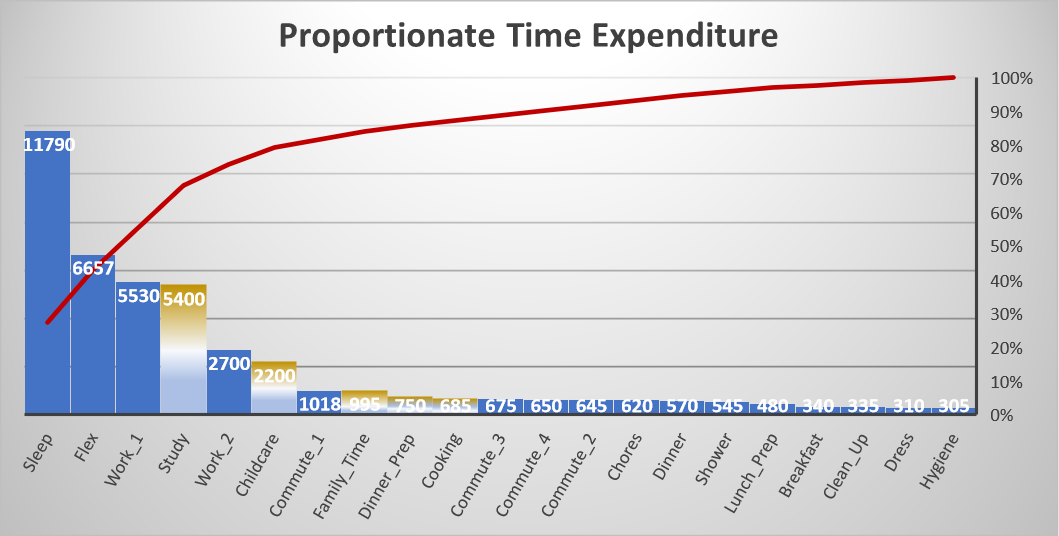 Proportionate Time Expenditure
100%
90%
80%
70%
60%
50%
40%
30%
20%
10%
0%
11790
6657
5530
5400
2700
2200
1018
995
750
685
675
650
645
620
570
545
480
340
335
310
305
Sleep
Flex
Work_1
Study
Work_2
Childcare
Commute_1
Family_Time
Dinner_Prep
Cooking
Commute_3
Commute_4
Commute_2
Chores
Dinner
Shower
Lunch_Prep
Breakfast
Clean_Up
Dress
Hygiene